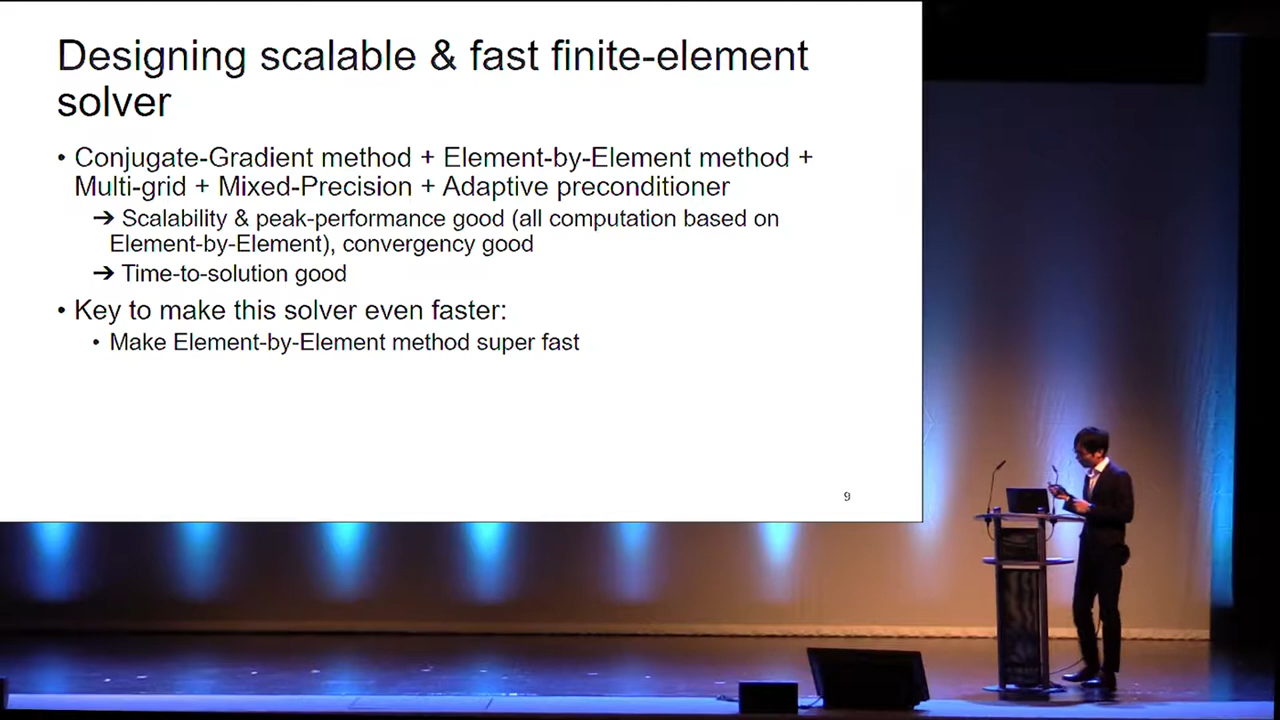 Designing scalable & fast finite-element
solver
• Conjugate-Gradient method + Element-by-Element method +
Multi-grid + Mixed-Precision + Adaptive preconditioner
➔ Scalability & peak-performance good (all computation based on
Element-by-Element), convergency good
➔ Time-to-solution good
• Key to make this solver even faster:
• Make Element-by-Element method super fast
9